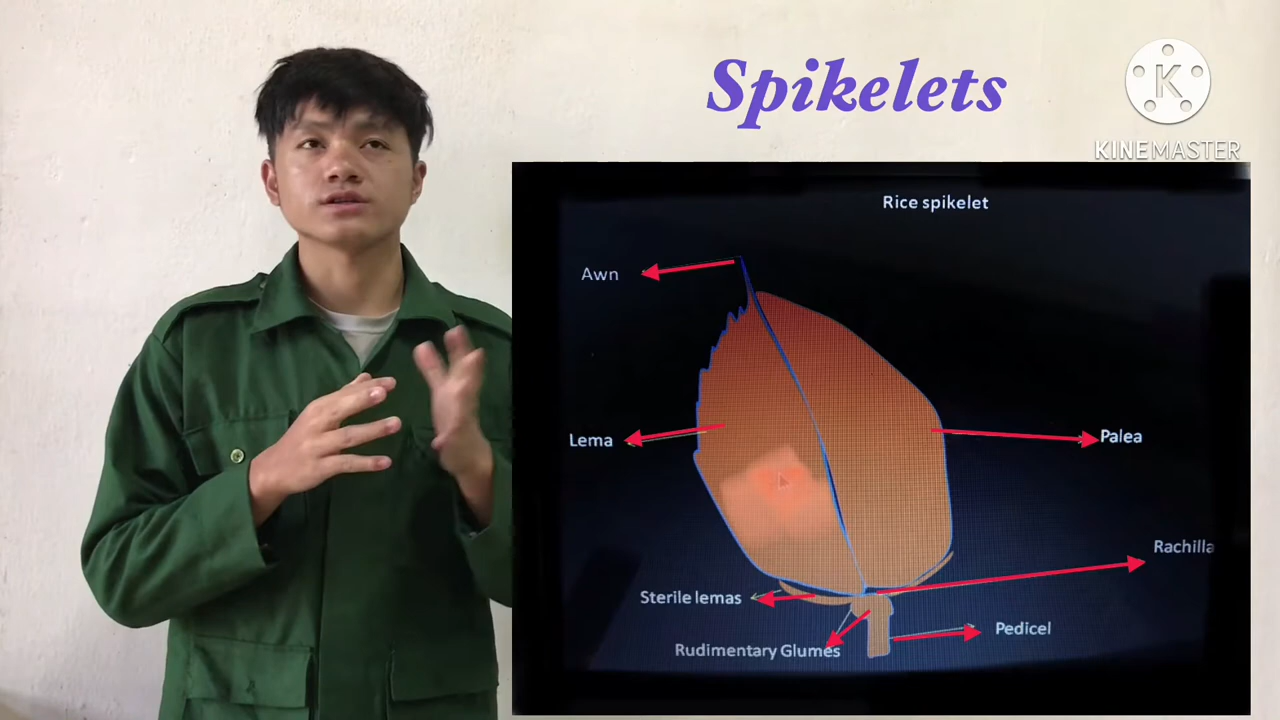 Spikelets
K
KINEMASTER
Rice spikelet
Awn
Lema
Palea
Rachilla
Sterile lemas
Pedicel
Rudimentary Glumes